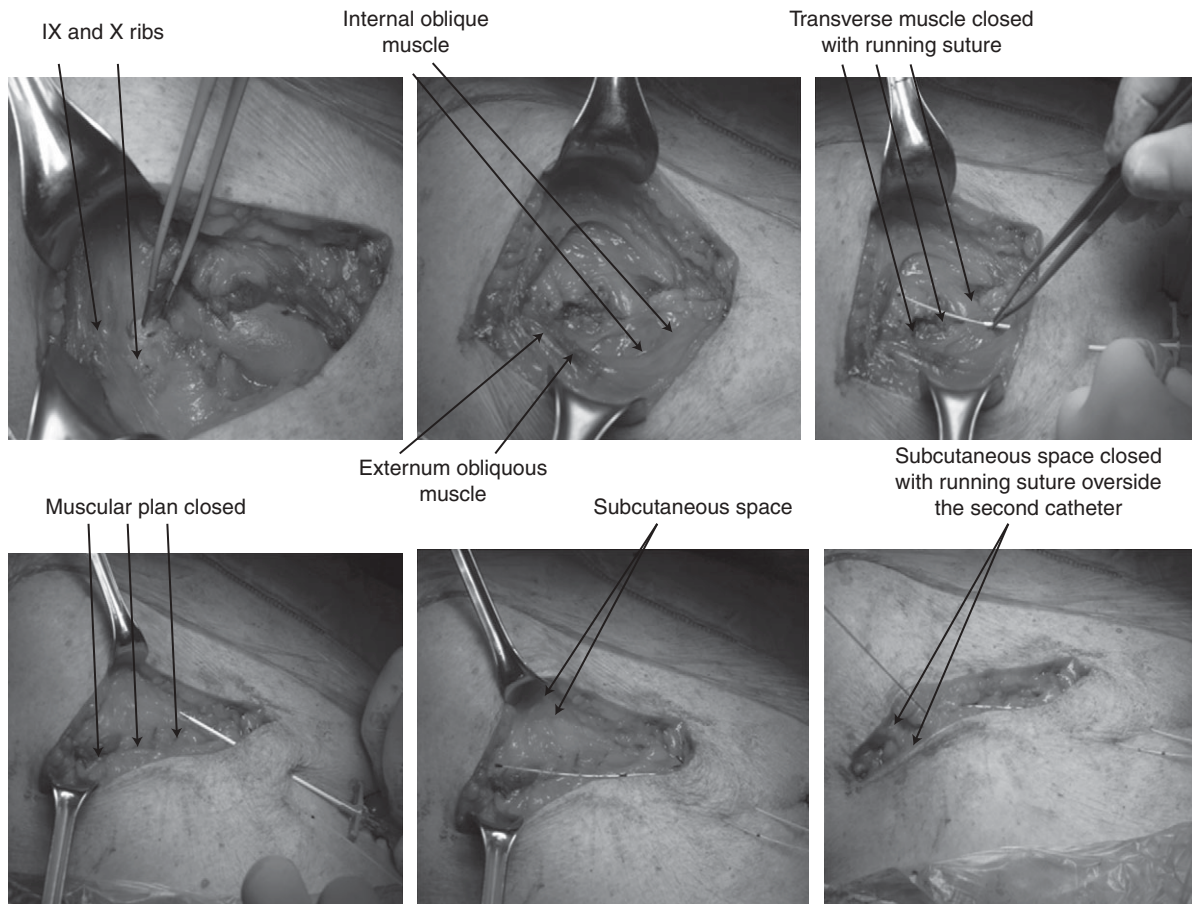 IX and X ribs
Internal oblique
muscle
Transverse muscle closed
with running suture
Externum obliquous
muscle
Subcutaneous space closed
with running suture overside
the second catheter
Muscular plan closed
Subcutaneous space